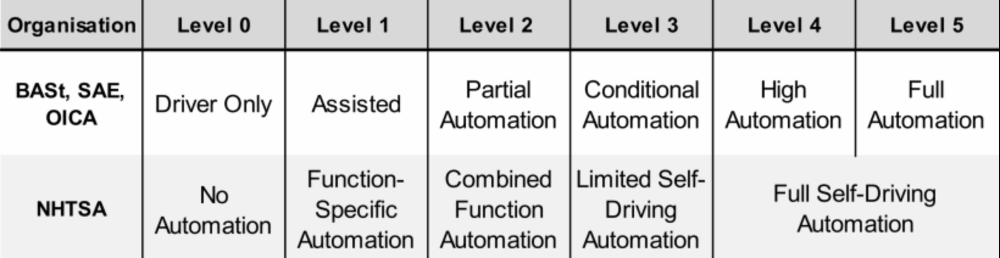 Organisation Level 0 Level 1 Level 2 Level 3 Level 4 Level 5
BASt, SAE,
OICA
Driver Only
Assisted
Partial
Automation
Conditional
Automation
High
Automation
Full
Automation
NHTSA
No
Automation
Function-
Specific
Automation
Combined
Function
Automation
Limited Self-
Driving
Automation
Full Self-Driving
Automation